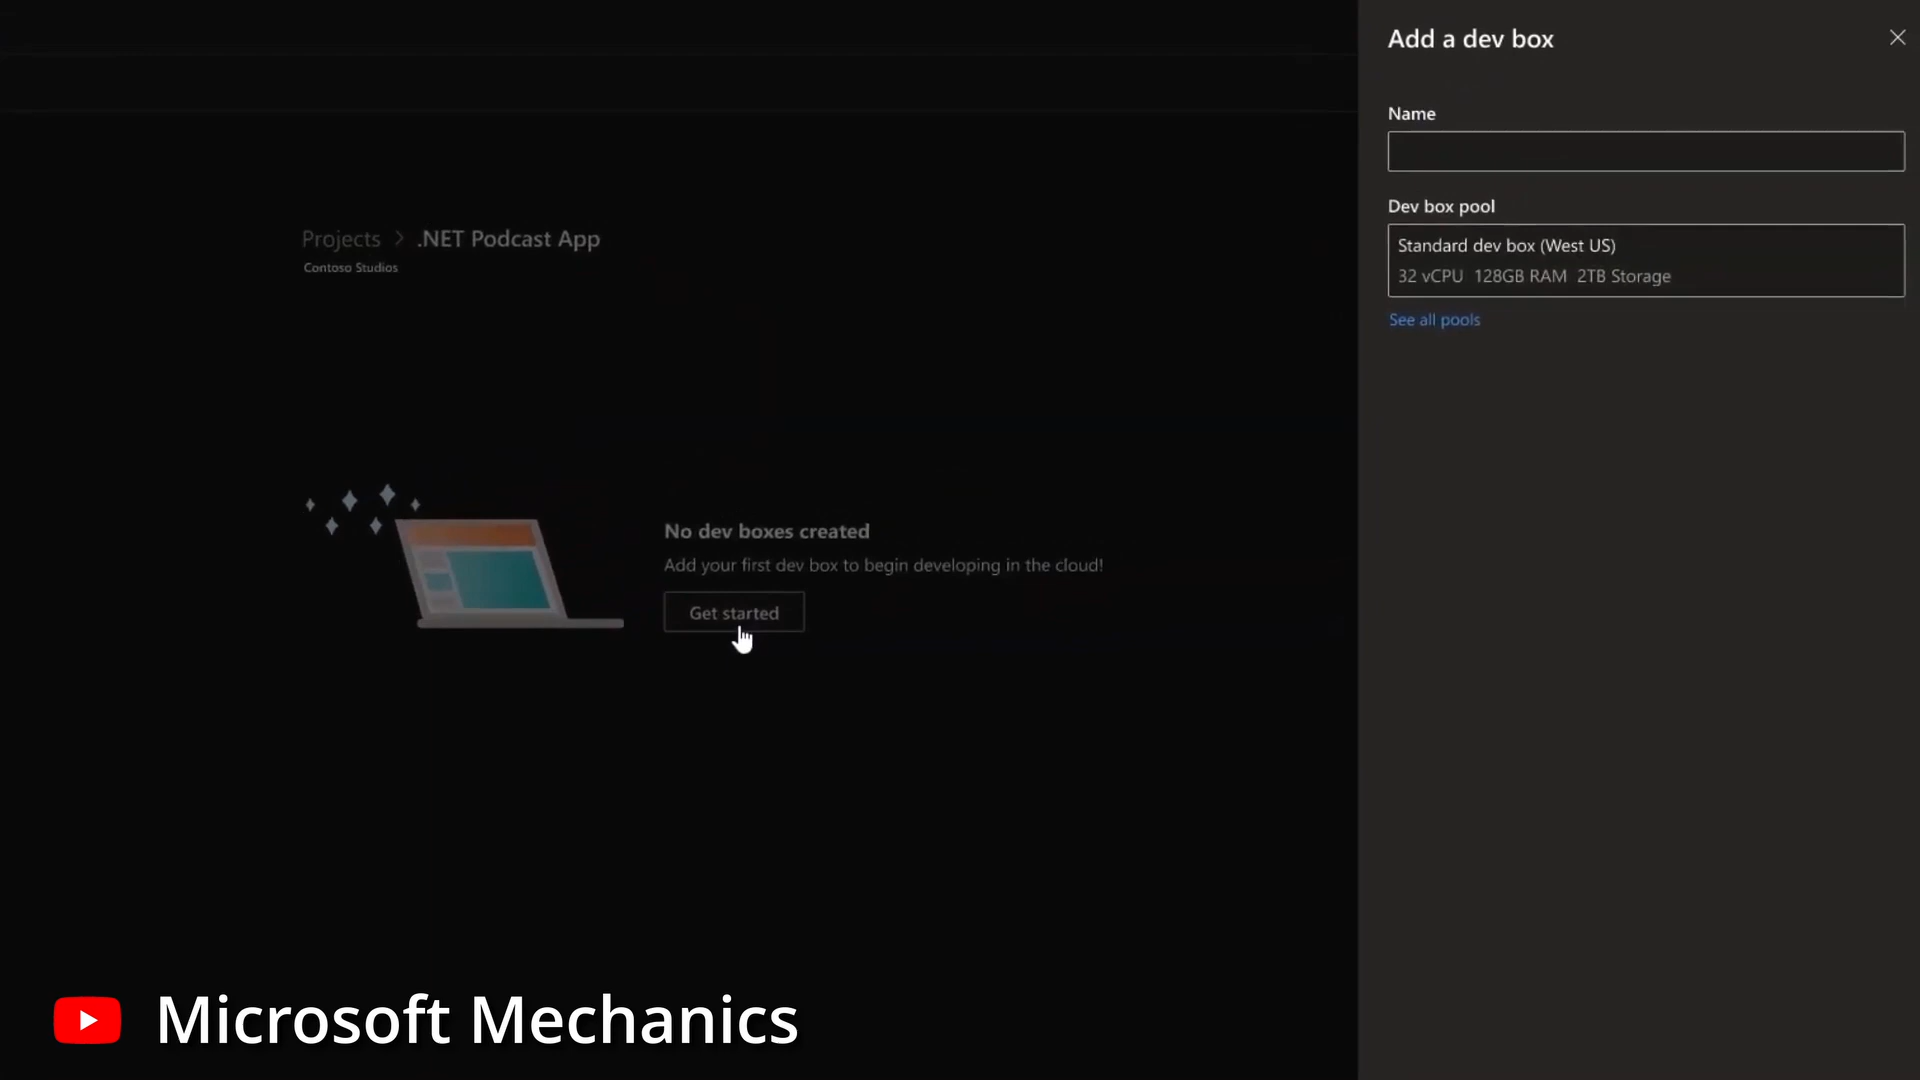 Add a dev box
Name
Dev box pool
Standard dev box (West US)
32 vCPU 128GB RAM 2TB Storage
See all pools
Projects > .NET Podcast App
Contoso Studios
No dev boxes created
Add your first dev box to begin developing in the cloud!
Get started
Microsoft Mechanics